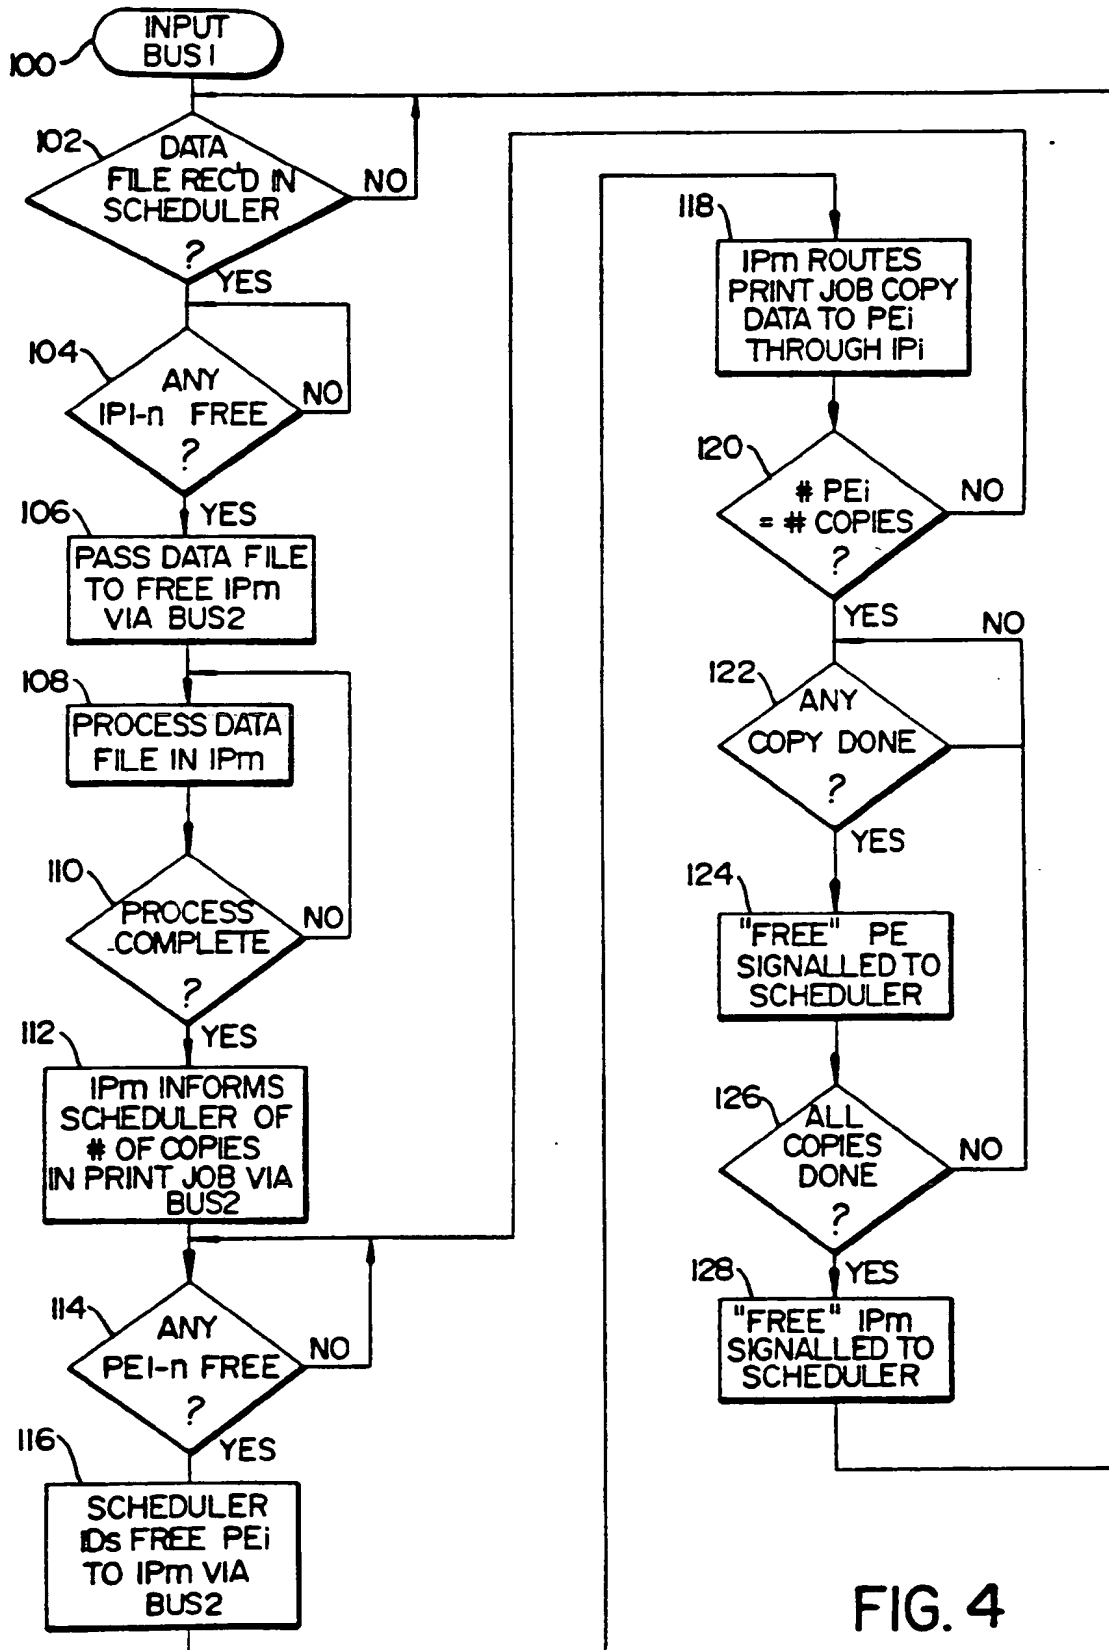 100
INPUT
BUS1
102
DATA
FILE REC'D IN
SCHEDULER
?
NO
YES
104
ANY
IP1-n FREE
?
NO
YES
106
PASS DATA FILE
TO FREE IPm
VIA BUS2
108
PROCESS DATA
FILE IN IPm
110
PROCESS
COMPLETE
?
NO
YES
112
IPm INFORMS
SCHEDULER OF
# OF COPIES
IN PRINT JOB VIA
BUS2
114
ANY
PE1-n FREE
?
NO
YES
116
SCHEDULER
IDs FREE PEi
TO IPm VIA
BUS2
118
IPm ROUTES
PRINT JOB COPY
DATA TO PEi
THROUGH IPi
120
# PEi
= # COPIES
?
NO
YES
122
ANY
COPY DONE
?
NO
YES
124
"FREE" PE
SIGNALLED TO
SCHEDULER
126
ALL
COPIES
DONE
?
NO
YES
128
"FREE" IPm
SIGNALLED TO
SCHEDULER
FIG. 4